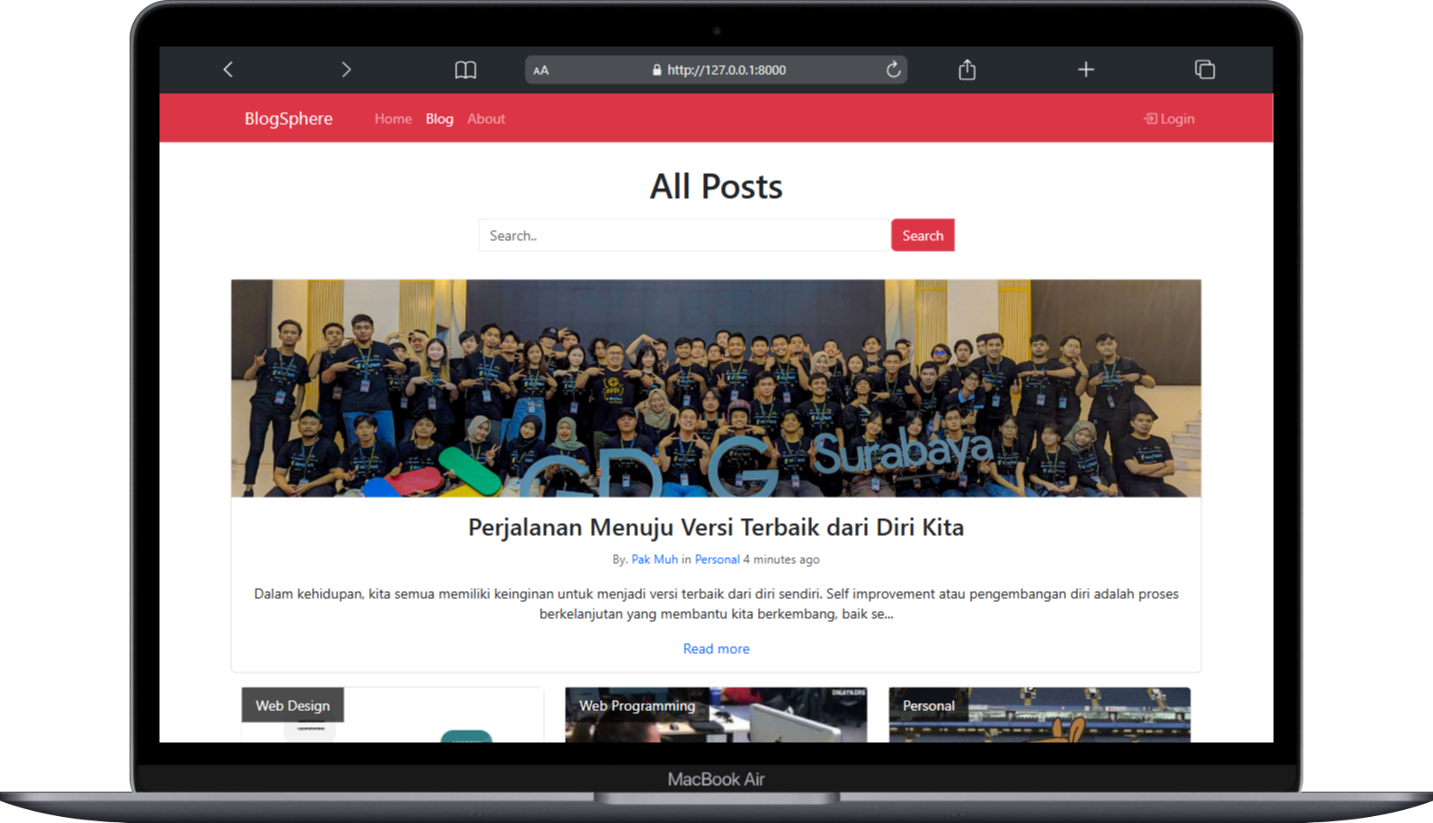 AA http://127.0.0.1:8000
BlogSphere Home Blog About Login
All Posts
Search.. Search
GDG Surabaya
Perjalanan Menuju Versi Terbaik dari Diri Kita
By. Pak Muh in Personal 4 minutes ago
Dalam kehidupan, kita semua memiliki keinginan untuk menjadi versi terbaik dari diri sendiri. Self improvement atau pengembangan diri adalah proses
berkelanjutan yang membantu kita berkembang, baik se...
Read more
Web Design Web Programming Personal
MacBook Air